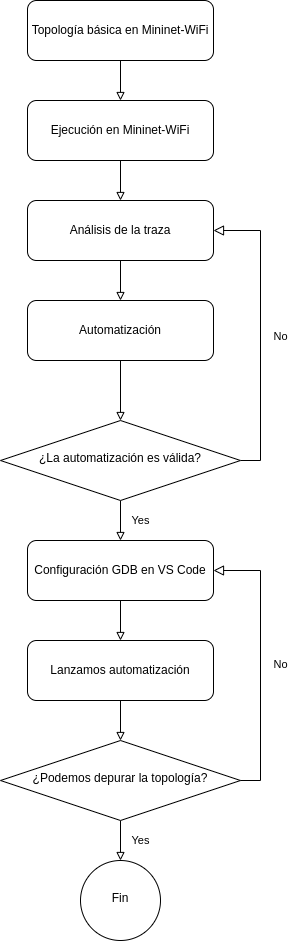 Topología básica en Mininet-WiFi
Ejecución en Mininet-WiFi
Análisis de la traza
Automatización
No
¿La automatización es válida?
Yes
Configuración GDB en VS Code
Lanzamos automatización
No
¿Podemos depurar la topología?
Yes
Fin